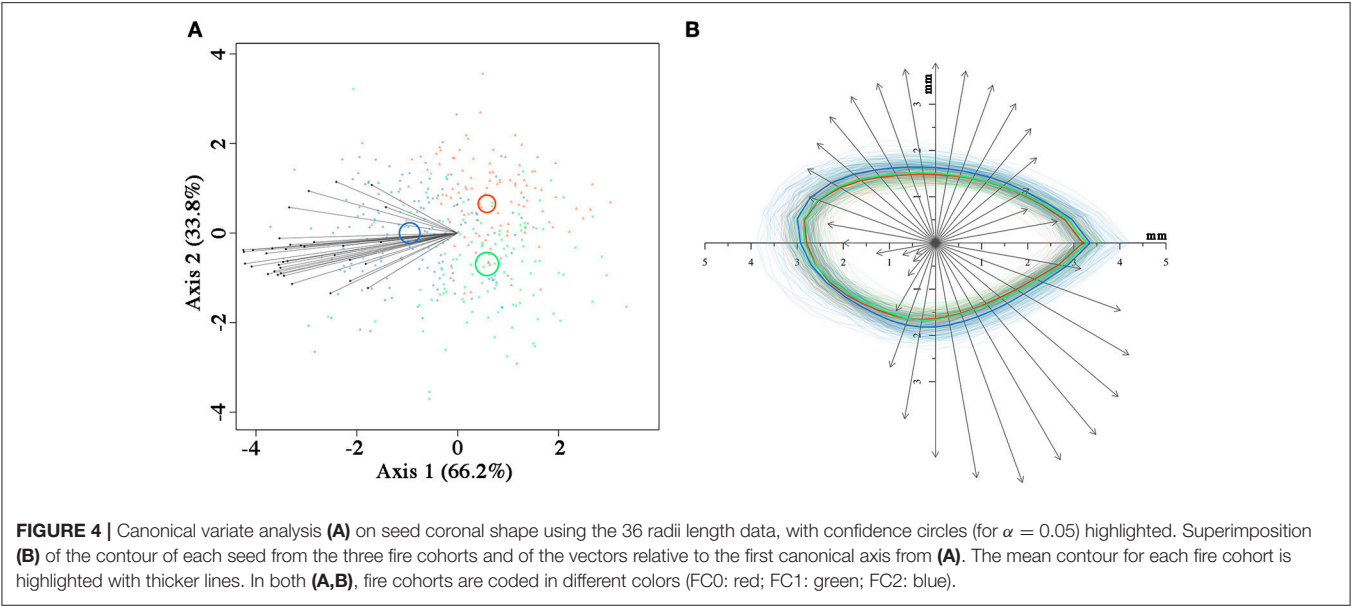 A
B
4
2
0
-2
-4
Axis 2 (33.8%)
-4 -2 0 2
Axis 1 (66.2%)
mm
3
2
1
5 4 3 2 1 1 2 3 4 5
mm
2
3
FIGURE 4 | Canonical variate analysis (A) on seed coronal shape using the 36 radii length data, with confidence circles (for α = 0.05) highlighted. Superimposition
(B) of the contour of each seed from the three fire cohorts and of the vectors relative to the first canonical axis from (A). The mean contour for each fire cohort is
highlighted with thicker lines. In both (A,B), fire cohorts are coded in different colors (FC0: red; FC1: green; FC2: blue).